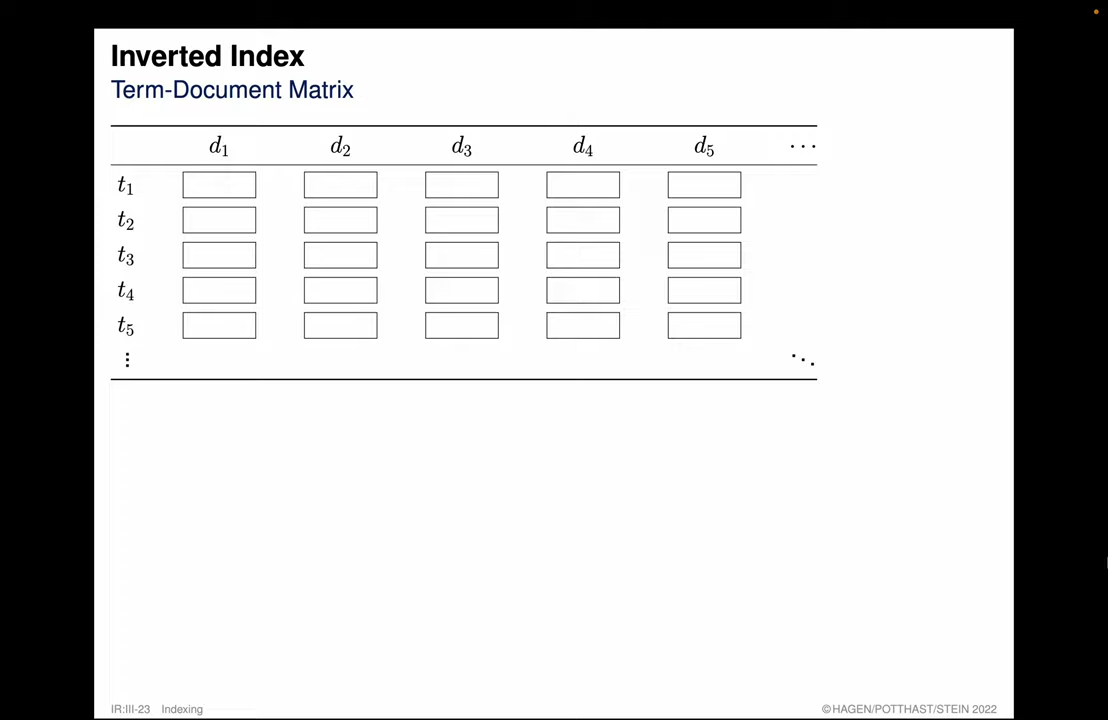 Inverted Index
Term-Document Matrix
d₁ d₂ d₃ d₄ d₅ ···
t₁
t₂
t₃
t₄
t₅
⋮ ⋱
IR:III-23 Indexing ©HAGEN/POTTHAST/STEIN 2022